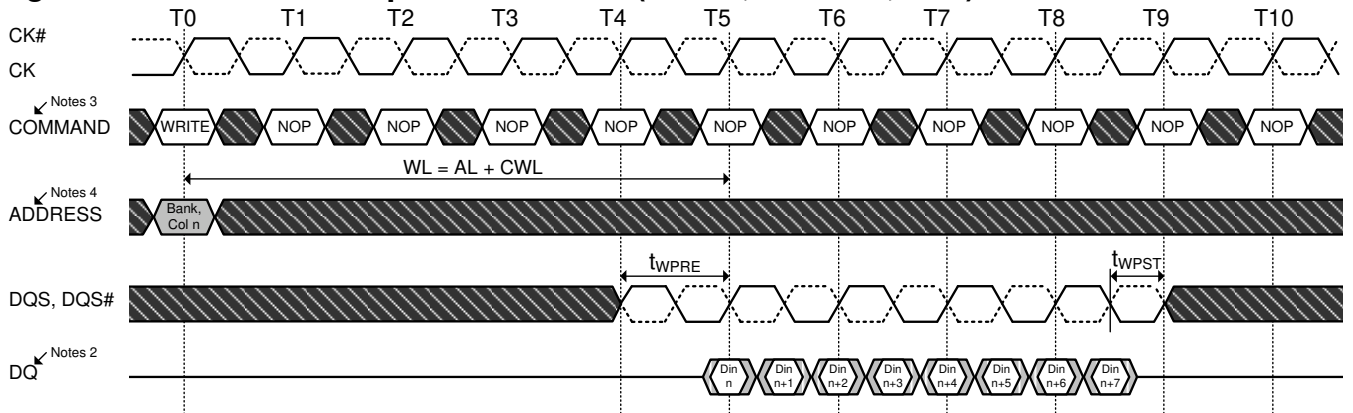 T0 T1 T2 T3 T4 T5 T6 T7 T8 T9 T10
CK#
CK
Notes 3
COMMAND
WRITE NOP NOP NOP NOP NOP NOP NOP NOP NOP NOP
WL = AL + CWL
Notes 4
ADDRESS
Bank,
Col n
tWPRE tWPST
DQS, DQS#
Notes 2
DQ
Din Din Din Din Din Din Din Din
n n+1 n+2 n+3 n+4 n+5 n+6 n+7